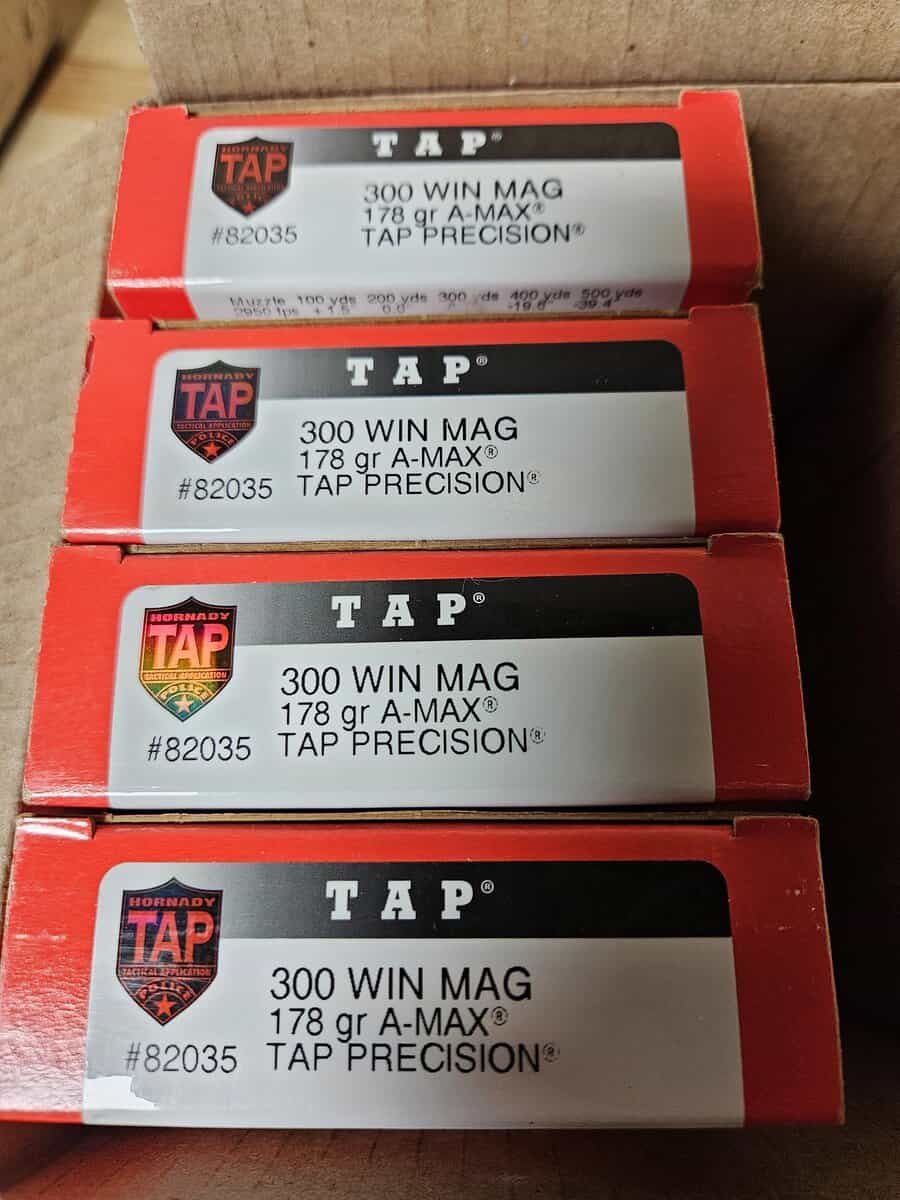 HORNADY
TAP
TACTICAL APPLICATION
TAP®
300 WIN MAG
178 gr A-MAX®
#82035 TAP PRECISION®
Muzzle 100 yds 200 yds 300 yds 400 yds 500 yds
2950 fps +1.5" 0.0" -19.6" -39.4"
HORNADY
TAP
TACTICAL APPLICATION
POLICE
TAP®
300 WIN MAG
178 gr A-MAX®
#82035 TAP PRECISION®
HORNADY
TAP
TACTICAL APPLICATION
POLICE
TAP®
300 WIN MAG
178 gr A-MAX®
#82035 TAP PRECISION®
HORNADY
TAP
TACTICAL APPLICATION
POLICE
TAP®
300 WIN MAG
178 gr A-MAX®
#82035 TAP PRECISION®